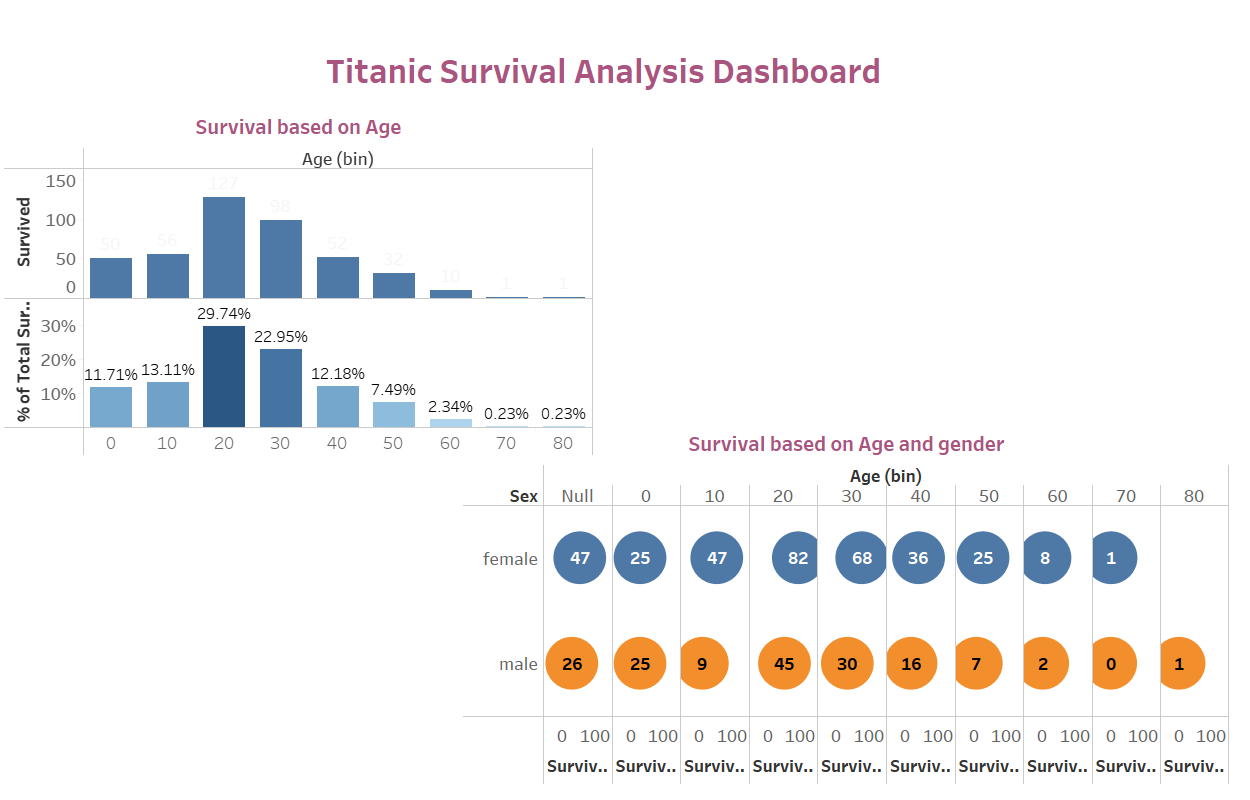 Titanic Survival Analysis Dashboard
Survival based on Age
Age (bin)
Survived
150
100
50
0
50 56 127 98 52 32 10 1 1
% of Total Sur..
30%
20%
10%
11.71% 13.11% 29.74% 22.95% 12.18% 7.49% 2.34% 0.23% 0.23%
0 10 20 30 40 50 60 70 80
Survival based on Age and gender
Age (bin)
Sex Null 0 10 20 30 40 50 60 70 80
female 47 25 47 82 68 36 25 8 1
male 26 25 9 45 30 16 7 2 0 1
0 100 0 100 0 100 0 100 0 100 0 100 0 100 0 100 0 100 0 100
Surviv.. Surviv.. Surviv.. Surviv.. Surviv.. Surviv.. Surviv.. Surviv.. Surviv.. Surviv..